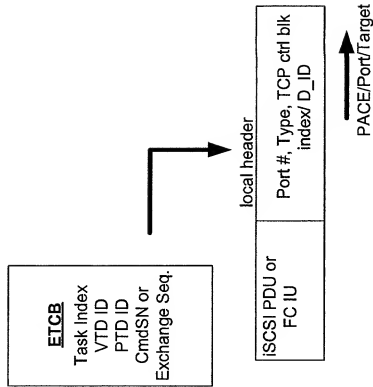 ETCB
Task Index
VTD ID
PTD ID
CmdSN or
Exchange Seq.
local header
iSCSI PDU or
FC IU
Port #, Type, TCP ctrl blk
index/ D_ID
PACE/Port/Target